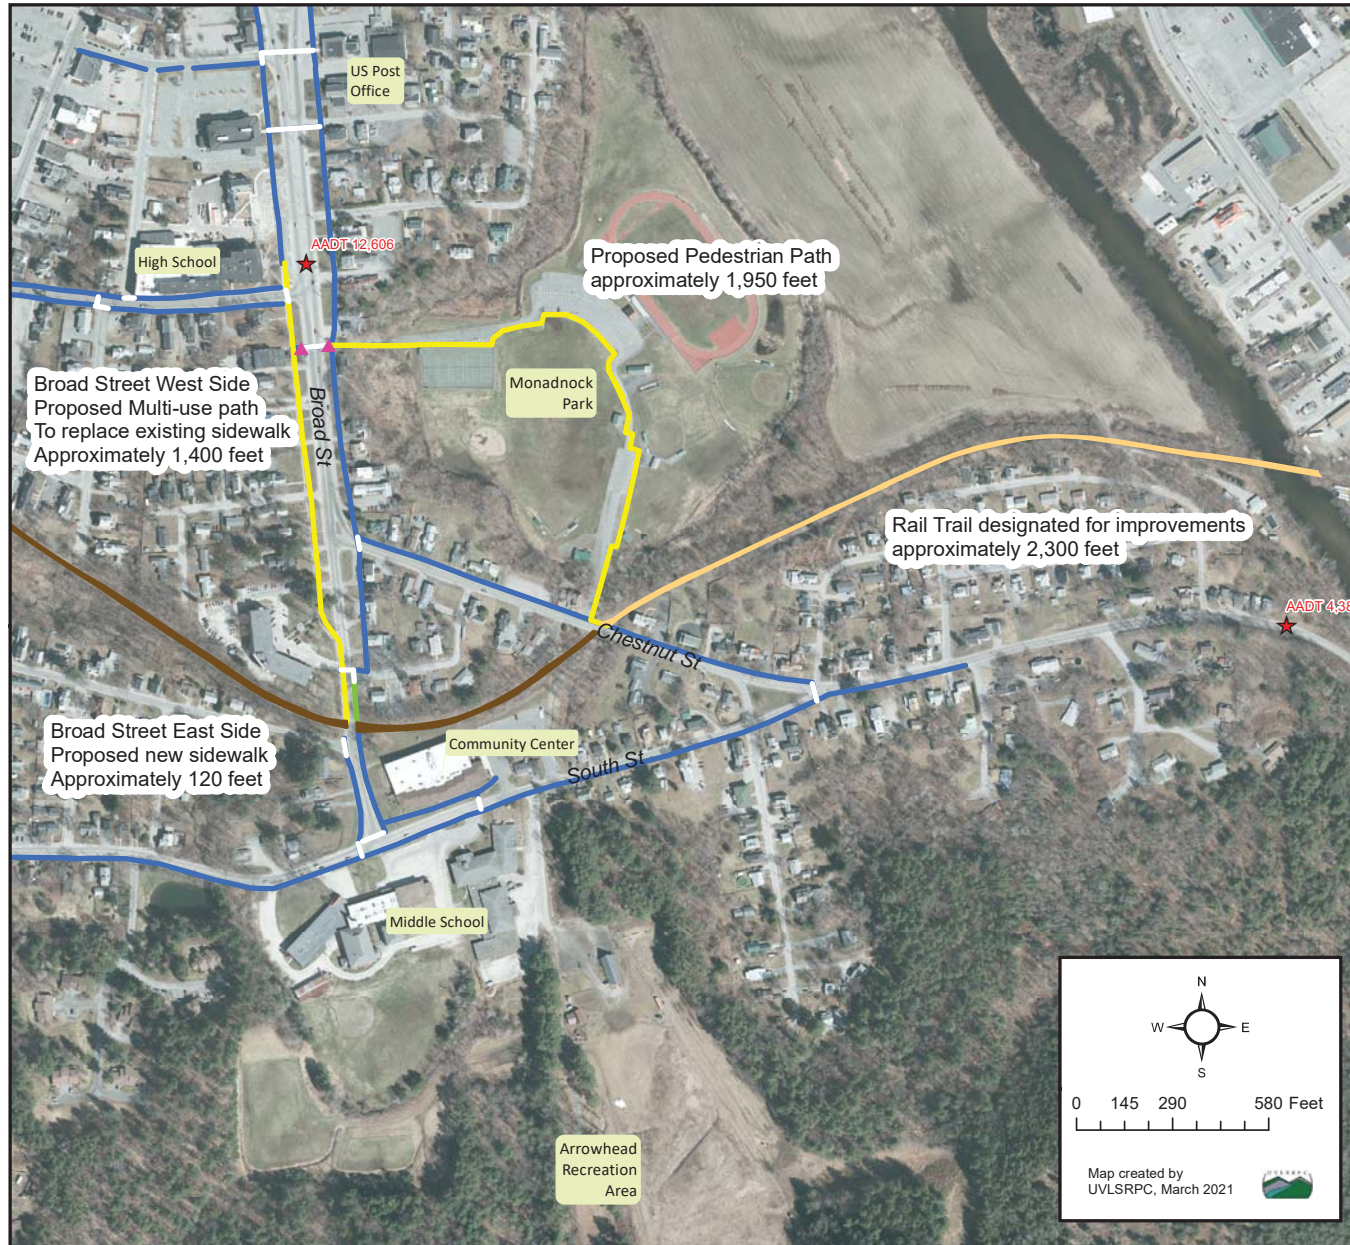 US Post
Office
AADT 12,606
High School
Proposed Pedestrian Path
approximately 1,950 feet
Broad Street West Side
Proposed Multi-use path
To replace existing sidewalk
Approximately 1,400 feet
Broad St
Monadnock
Park
Rail Trail designated for improvements
approximately 2,300 feet
AADT 4,38
Chestnut St
Broad Street East Side
Proposed new sidewalk
Approximately 120 feet
Community Center
South St
Middle School
Arrowhead
Recreation
Area
N
W E
S
0 145 290 580 Feet
Map created by
UVLSRPC, March 2021
UVLSRPC